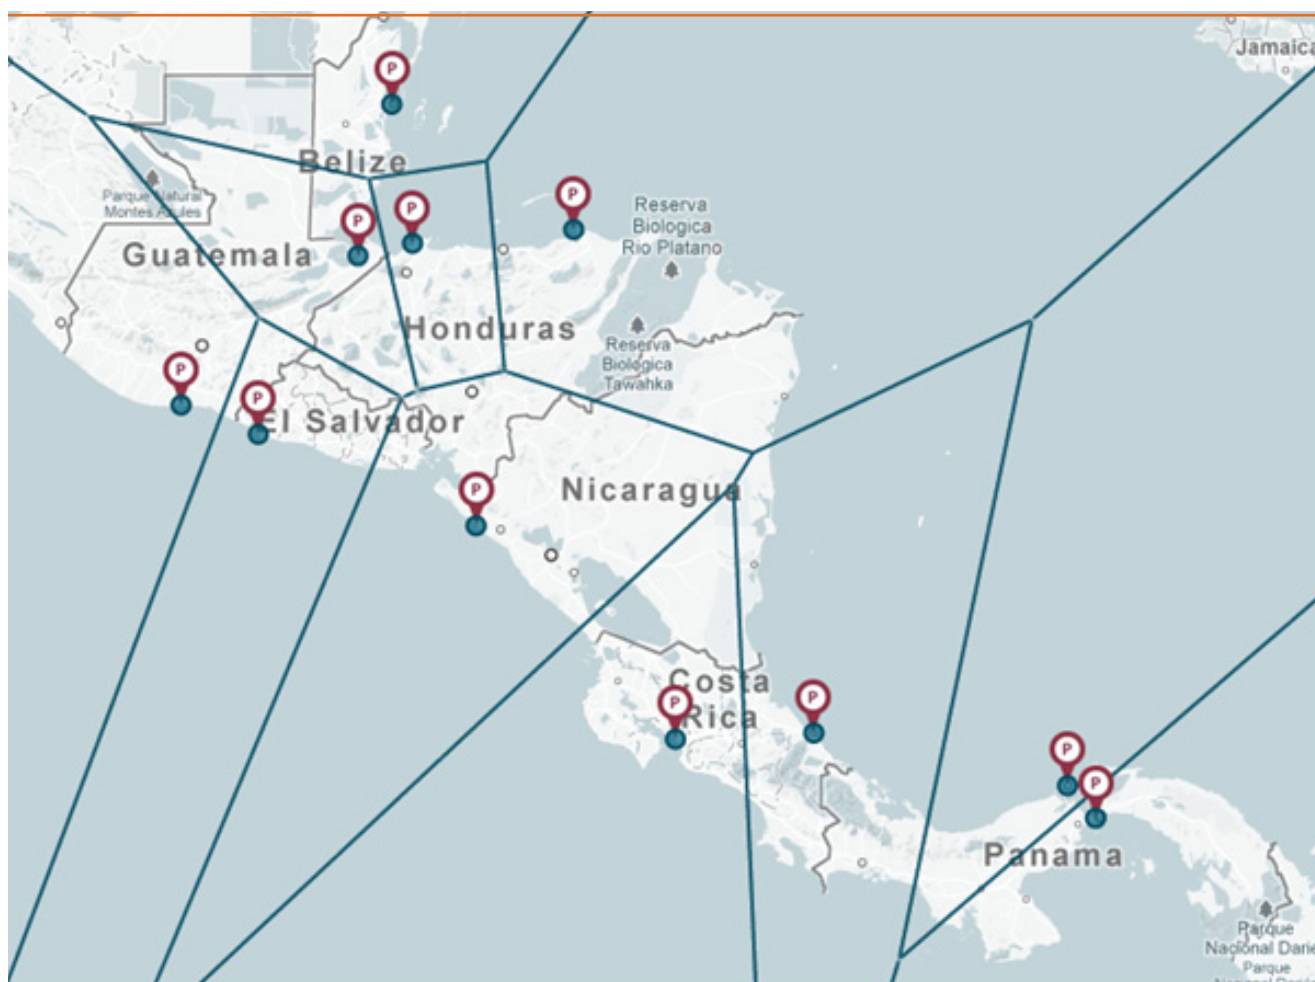 Jamaica
P
Belize
Parque Natural
Montes Azules
P
P
P
Reserva
Biologica
Rio Platano
Guatemala
Honduras
Reserva
Biologica
Tawahka
P
P
El Salvador
P
Nicaragua
Costa
Rica
P
P
P
P
Panama
Parque
Nacional Darie
Parque